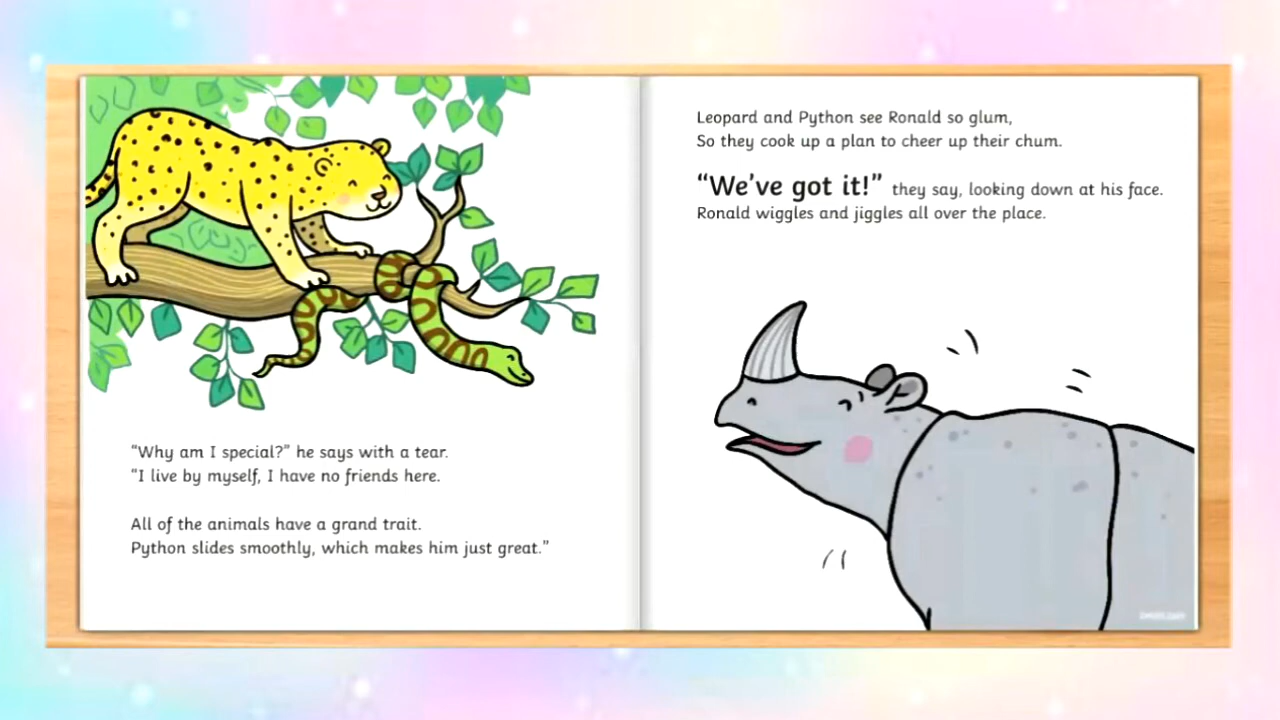 “Why am I special?” he says with a tear.
“I live by myself, I have no friends here.
All of the animals have a grand trait.
Python slides smoothly, which makes him just great.”
Leopard and Python see Ronald so glum,
So they cook up a plan to cheer up their chum.
“We’ve got it!” they say, looking down at his face.
Ronald wiggles and jiggles all over the place.